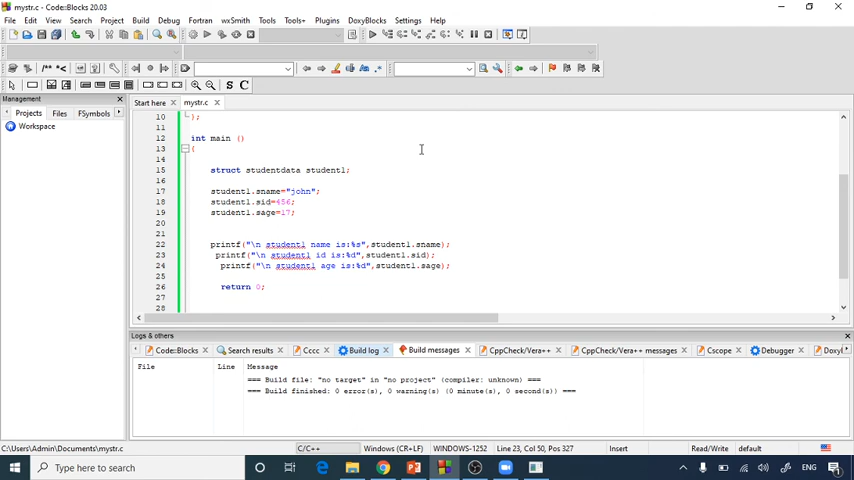 mystr.c - Code::Blocks 20.03
File Edit View Search Project Build Debug Fortran wxSmith Tools Tools+ Plugins DoxyBlocks Settings Help
/** *<
Aa .*
S C
Management
Start here
mystr.c
Projects Files FSymbols
Workspace
10 };
11
12 int main ()
13 {
14
15 struct studentdata student1;
16
17 student1.sname="john";
18 student1.sid=456;
19 student1.sage=17;
20
21
22 printf("\n student1 name is:%s",student1.sname);
23 printf("\n student1 id is:%d",student1.sid);
24 printf("\n student1 age is:%d",student1.sage);
25
26 return 0;
27
28
Logs & others
Code::Blocks Search results Cccc Build log Build messages CppCheck/Vera++ CppCheck/Vera++ messages Cscope Debugger Doxy
File Line Message
=== Build file: "no target" in "no project" (compiler: unknown) ===
=== Build finished: 0 error(s), 0 warning(s) (0 minute(s), 0 second(s)) ===
C:\Users\Admin\Documents\mystr.c C/C++ Windows (CR+LF) WINDOWS-1252 Line 23, Col 50, Pos 327 Insert Read/Write default
Type here to search
ENG